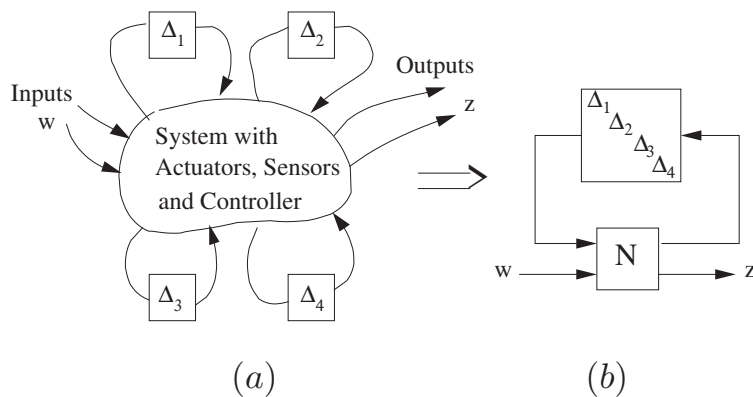 Δ1
Δ2
Inputs
w
Outputs
z
System with
Actuators, Sensors
and Controller
Δ3
Δ4
(a)
Δ1
Δ2
Δ3
Δ4
N
w
z
(b)